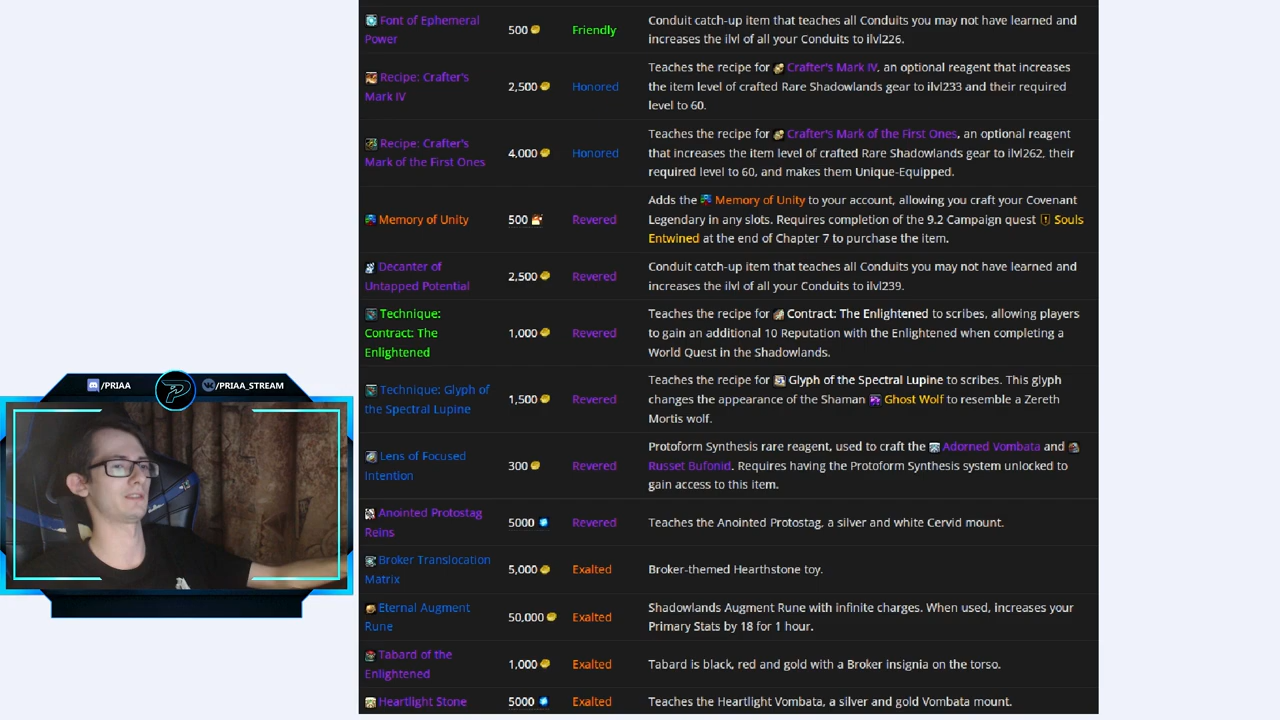 Font of Ephemeral Power 500 Friendly Conduit catch-up item that teaches all Conduits you may not have learned and
increases the ilvl of all your Conduits to ilvl226.
Recipe: Crafter's Mark IV 2,500 Honored Teaches the recipe for Crafter's Mark IV, an optional reagent that increases
the item level of crafted Rare Shadowlands gear to ilvl233 and their required
level to 60.
Recipe: Crafter's Mark of the First Ones 4,000 Honored Teaches the recipe for Crafter's Mark of the First Ones, an optional reagent
that increases the item level of crafted Rare Shadowlands gear to ilvl262, their
required level to 60, and makes them Unique-Equipped.
Memory of Unity 500 Revered Adds the Memory of Unity to your account, allowing you craft your Covenant
Legendary in any slots. Requires completion of the 9.2 Campaign quest Souls
Entwined at the end of Chapter 7 to purchase the item.
Decanter of Untapped Potential 2,500 Revered Conduit catch-up item that teaches all Conduits you may not have learned and
increases the ilvl of all your Conduits to ilvl239.
Technique: Contract: The Enlightened 1,000 Revered Teaches the recipe for Contract: The Enlightened to scribes, allowing players
to gain an additional 10 Reputation with the Enlightened when completing a
World Quest in the Shadowlands.
Technique: Glyph of the Spectral Lupine 1,500 Revered Teaches the recipe for Glyph of the Spectral Lupine to scribes. This glyph
changes the appearance of the Shaman Ghost Wolf to resemble a Zereth
Mortis wolf.
Lens of Focused Intention 300 Revered Protoform Synthesis rare reagent, used to craft the Adorned Vombata and
Russet Bufonid. Requires having the Protoform Synthesis system unlocked to
gain access to this item.
Anointed Protostag Reins 5000 Revered Teaches the Anointed Protostag, a silver and white Cervid mount.
Broker Translocation Matrix 5,000 Exalted Broker-themed Hearthstone toy.
Eternal Augment Rune 50,000 Exalted Shadowlands Augment Rune with infinite charges. When used, increases your
Primary Stats by 18 for 1 hour.
Tabard of the Enlightened 1,000 Exalted Tabard is black, red and gold with a Broker insignia on the torso.
Heartlight Stone 5000 Exalted Teaches the Heartlight Vombata, a silver and gold Vombata mount.
/PRIAA /PRIAA_STREAM